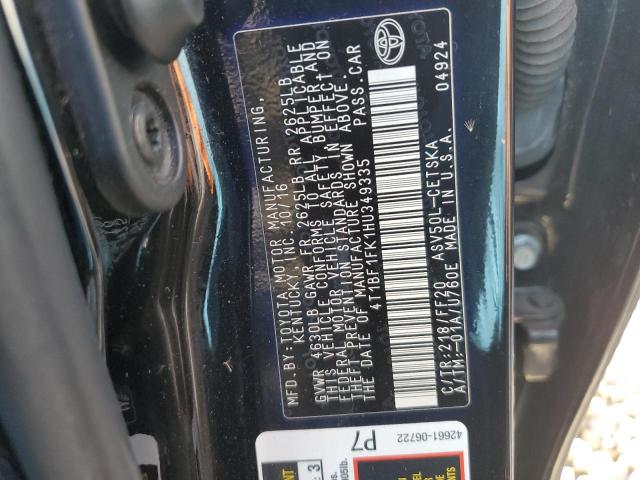 MFD.BY:TOYOTA MOTOR MANUFACTURING,
KENTUCKY, INC. 10/16
GVWR 4630LB GAWR FR 2625LB RR 2625LB
THIS VEHICLE CONFORMS TO ALL APPLICABLE
FEDERAL MOTOR VEHICLE SAFETY, BUMPER, AND
THEFT PREVENTION STANDARDS IN EFFECT ON
THE DATE OF MANUFACTURE SHOWN ABOVE.
4T1BF1FK1HU349335 PASS.CAR
C/TR:218/FF20 ASV50L-CETSKA
A/TM:-01A/U760E MADE IN U.S.A.
04924
42661-06722
P7